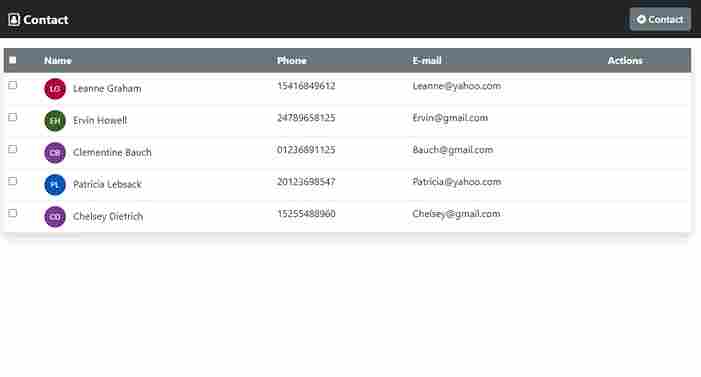 Contact
Contact
Name Phone E-mail Actions
LG Leanne Graham 15416849612 Leanne@yahoo.com
EH Ervin Howell 24789658125 Ervin@gmail.com
CB Clementine Bauch 01236891125 Bauch@gmail.com
PL Patricia Lebsack 20123698547 Patricia@yahoo.com
CD Chelsey Dietrich 15255488960 Chelsey@gmail.com